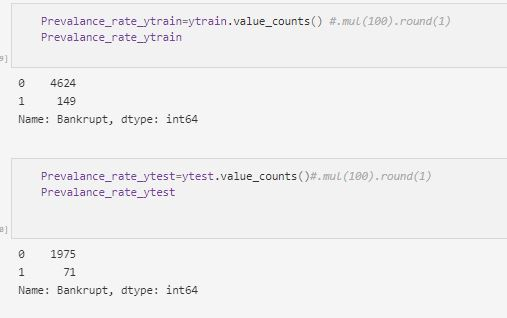 Prevalance_rate_ytrain=ytrain.value_counts() #.mul(100).round(1)
Prevalance_rate_ytrain
]
0    4624
1     149
Name: Bankrupt, dtype: int64
Prevalance_rate_ytest=ytest.value_counts()#.mul(100).round(1)
Prevalance_rate_ytest
]
0    1975
1      71
Name: Bankrupt, dtype: int64